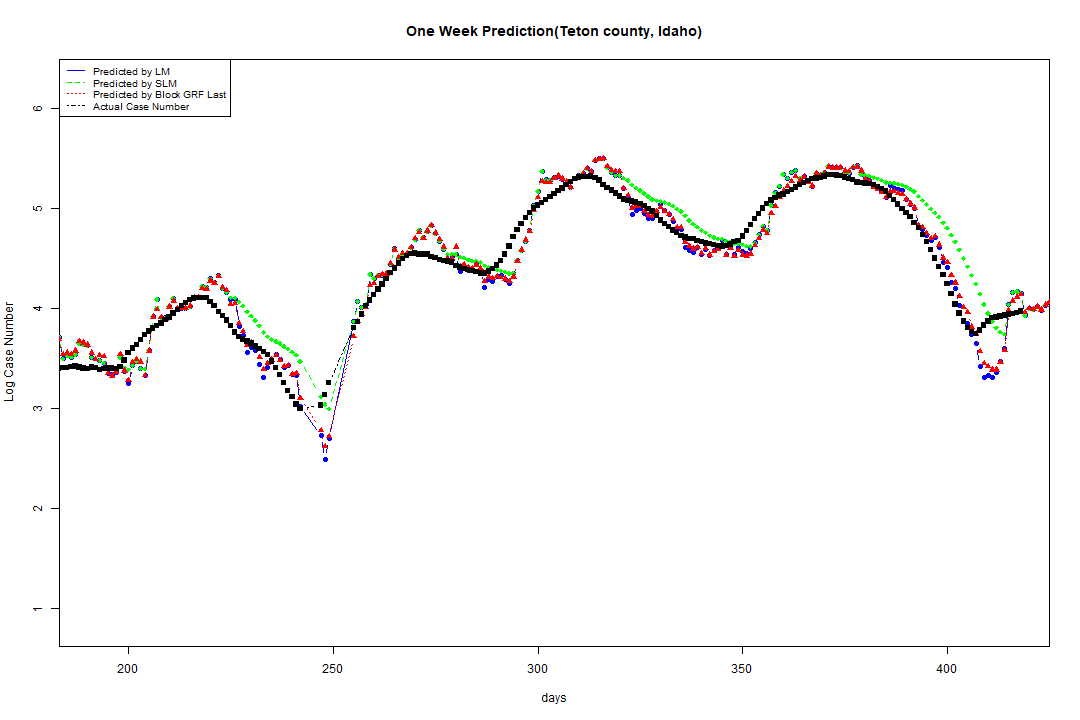 One Week Prediction(Teton county, Idaho)
Predicted by LM
Predicted by SLM
Predicted by Block GRF Last
Actual Case Number
6
5
4
3
2
1
Log Case Number
200 250 300 350 400
days